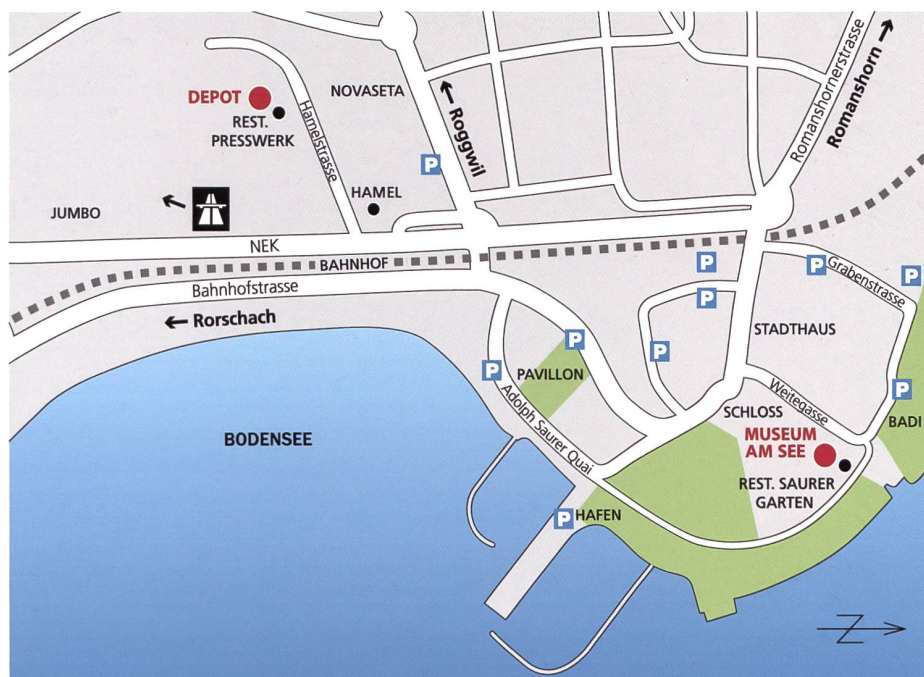 DEPOT
REST.
PRESSWERK
Hamelstrasse
NOVASETA
P
Roggwil
Romanshornerstrasse
Romanshorn
JUMBO
HAMEL
NEK
BAHNHOF
Bahnhofstrasse
Rorschach
P
P
P
P
P
Grabenstrasse
STADTHAUS
P
P
P
PAVILLON
Adolph Saurer Quai
SCHLOSS
Weitegasse
P
BADI
MUSEUM
AM SEE
REST. SAURER
GARTEN
BODENSEE
P
HAFEN
N